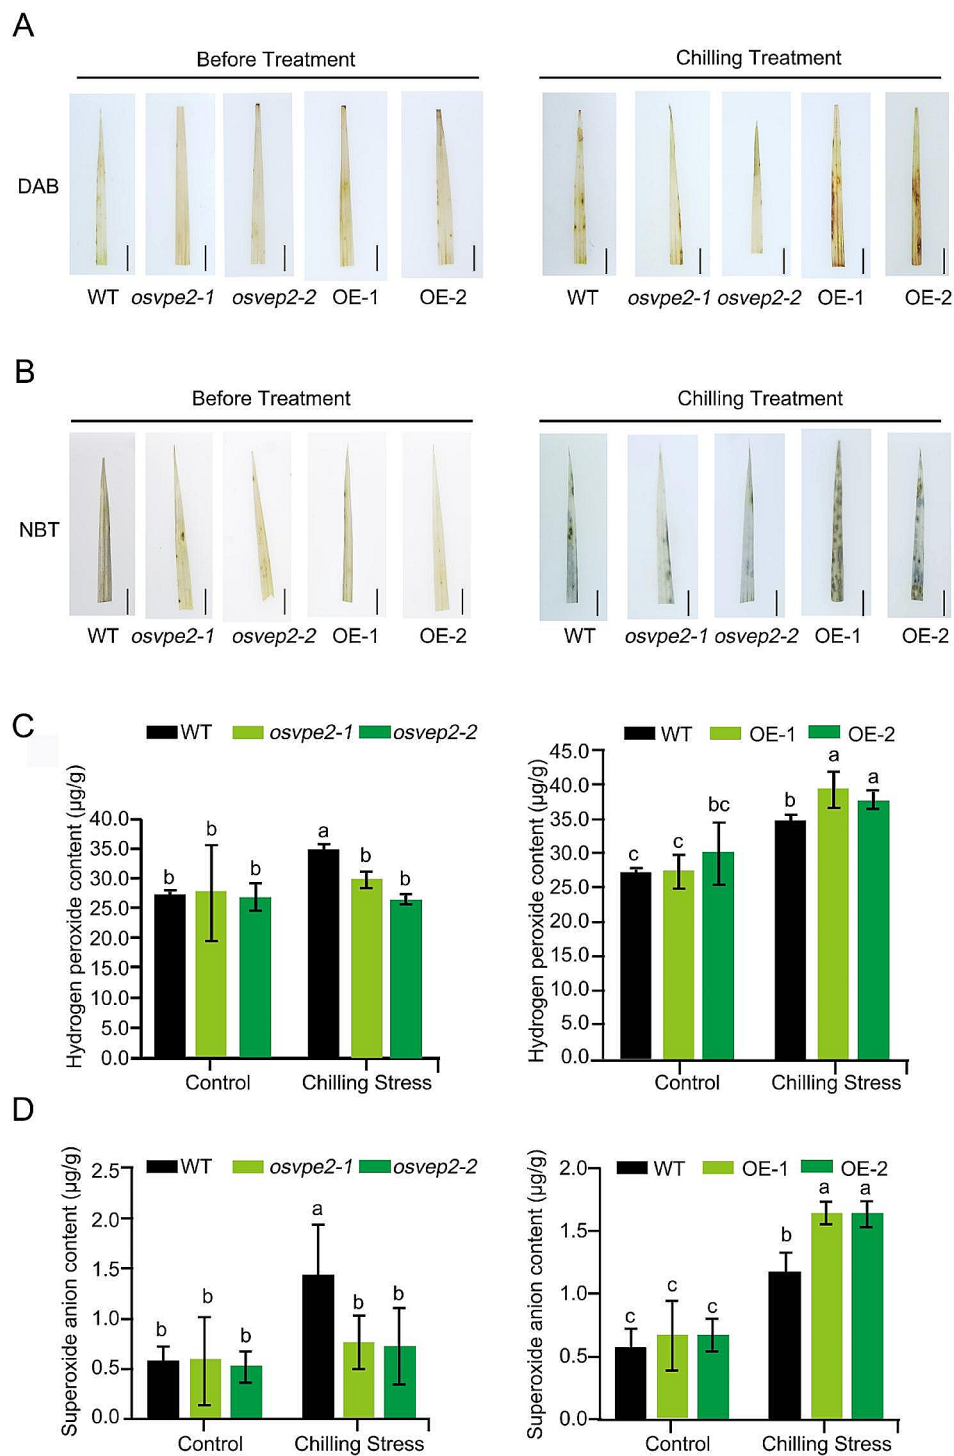 A
Before Treatment
Chilling Treatment
DAB
WT osvpe2-1 osvep2-2 OE-1 OE-2
WT osvpe2-1 osvep2-2 OE-1 OE-2
B
Before Treatment
Chilling Treatment
NBT
WT osvpe2-1 osvep2-2 OE-1 OE-2
WT osvpe2-1 osvep2-2 OE-1 OE-2
C
WT osvpe2-1 osvep2-2
Hydrogen peroxide content (µg/g)
40.0
35.0
30.0
25.0
20.0
15.0
10.0
5.0
0.0
b b b a b b
Control Chilling Stress
WT OE-1 OE-2
Hydrogen peroxide content (µg/g)
45.0
40.0
35.0
30.0
25.0
20.0
15.0
10.0
5.0
0.0
c c bc b a a
Control Chilling Stress
D
WT osvpe2-1 osvep2-2
Superoxide anion content (µg/g)
2.5
2.0
1.5
1.0
0.5
0.0
b b b a b b
Control Chilling Stress
WT OE-1 OE-2
Superoxide anion content (µg/g)
2.0
1.5
1.0
0.5
0.0
c c c b a a
Control Chilling Stress